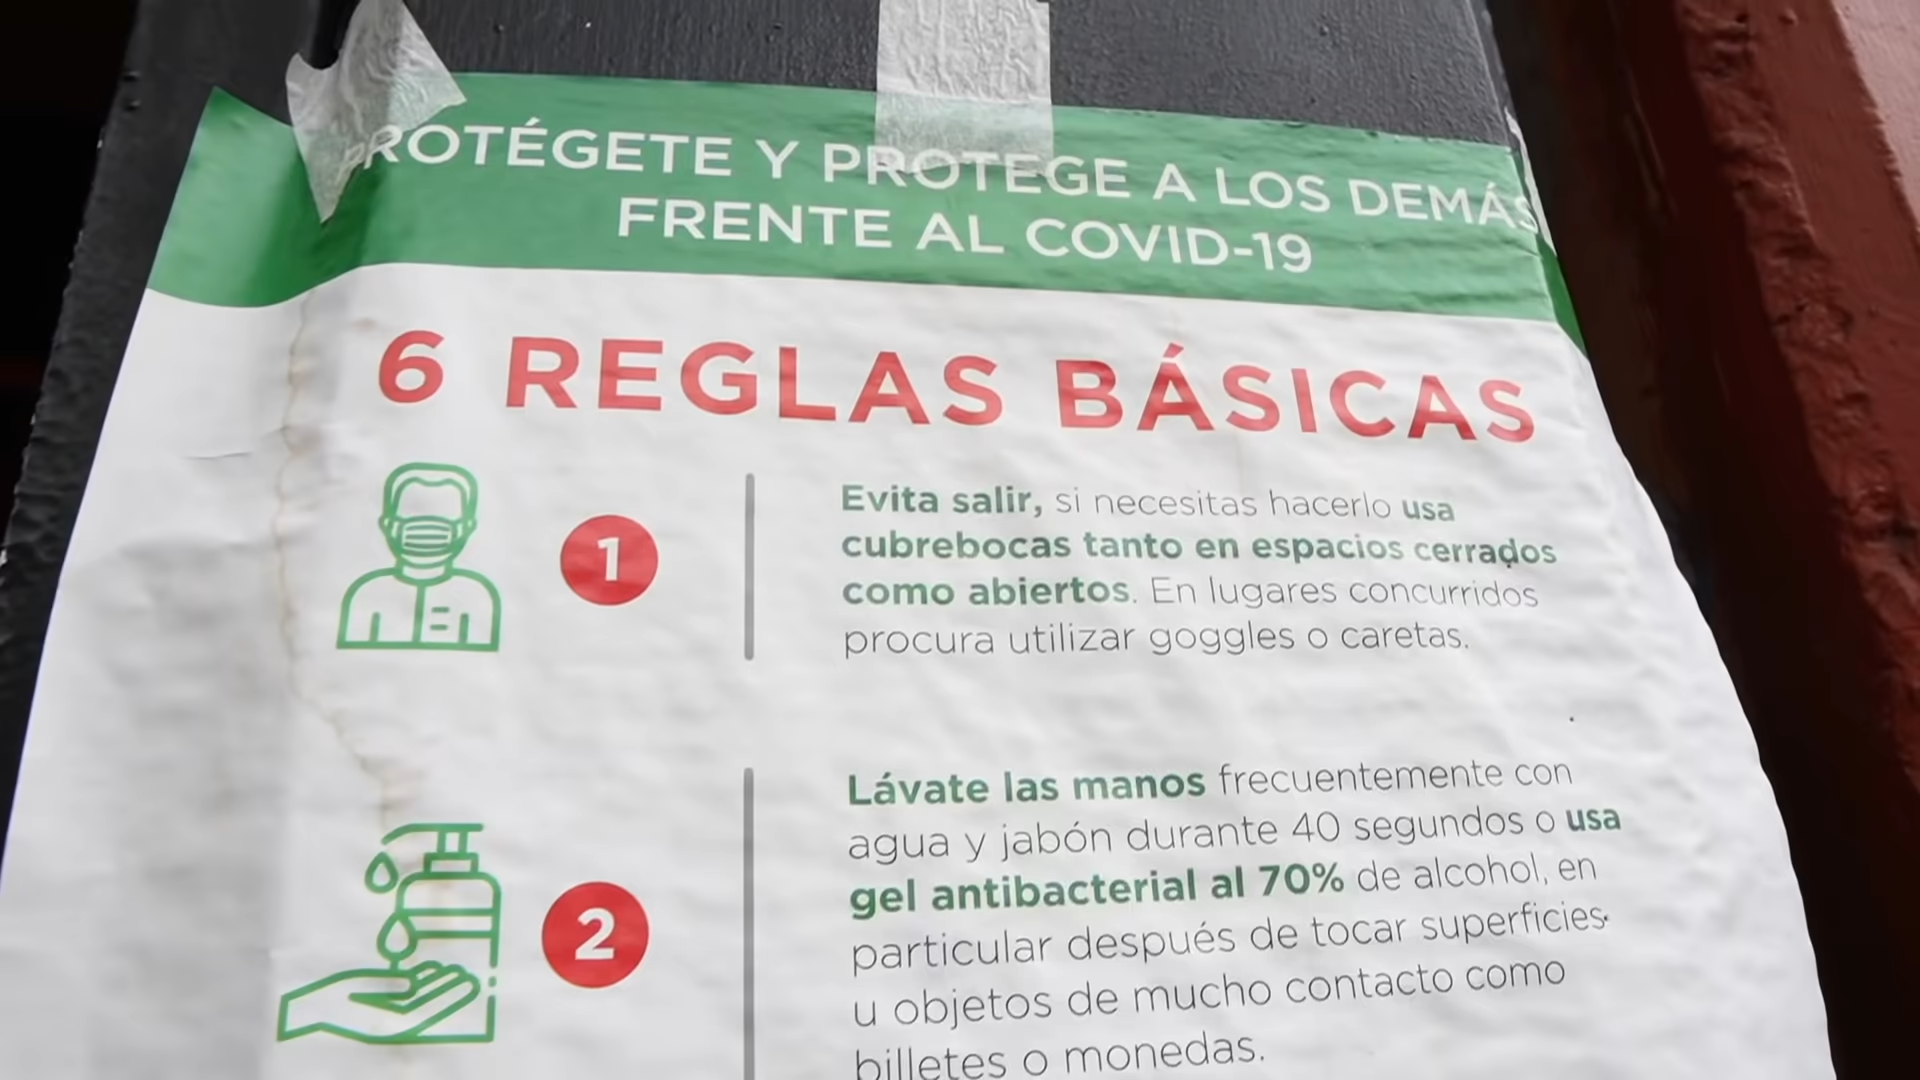 PROTÉGETE Y PROTEGE A LOS DEMÁS
FRENTE AL COVID-19
6 REGLAS BÁSICAS
1
Evita salir, si necesitas hacerlo usa
cubrebocas tanto en espacios cerrados
como abiertos. En lugares concurridos
procura utilizar goggles o caretas.
2
Lávate las manos frecuentemente con
agua y jabón durante 40 segundos o usa
gel antibacterial al 70% de alcohol, en
particular después de tocar superficies
u objetos de mucho contacto como
billetes o monedas.